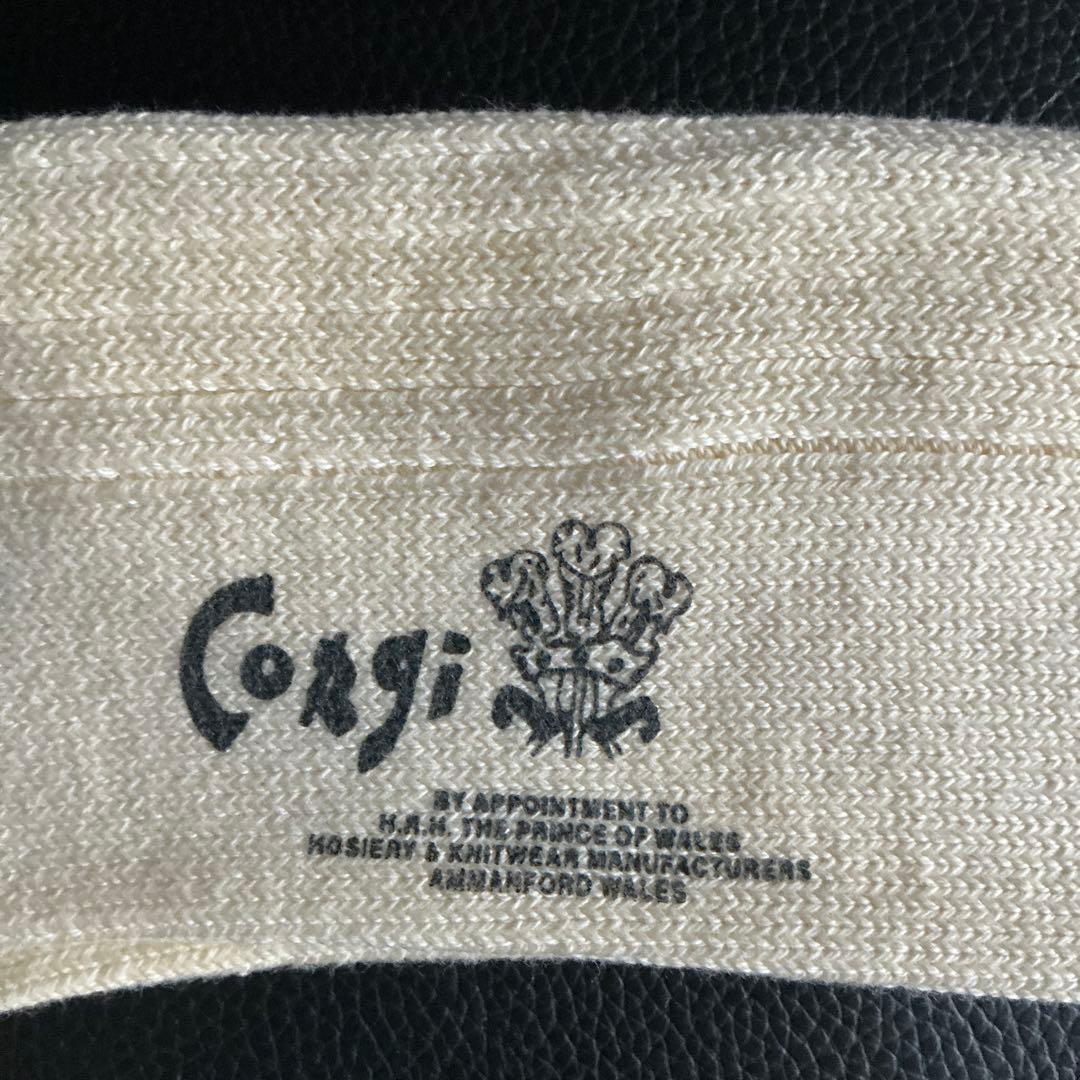 Corgi
BY APPOINTMENT TO
H.R.H. THE PRINCE OF WALES
HOSIERY & KNITWEAR MANUFACTURERS
AMMANFORD WALES